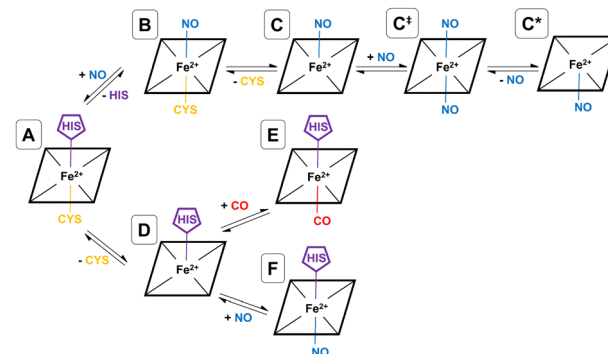 B
NO
Fe2+
CYS
C
NO
Fe2+
C‡
NO
Fe2+
NO
C*
Fe2+
NO
+ NO
- HIS
- CYS
+ NO
- NO
A
HIS
Fe2+
CYS
- CYS
D
HIS
Fe2+
+ CO
E
HIS
Fe2+
CO
+ NO
F
HIS
Fe2+
NO